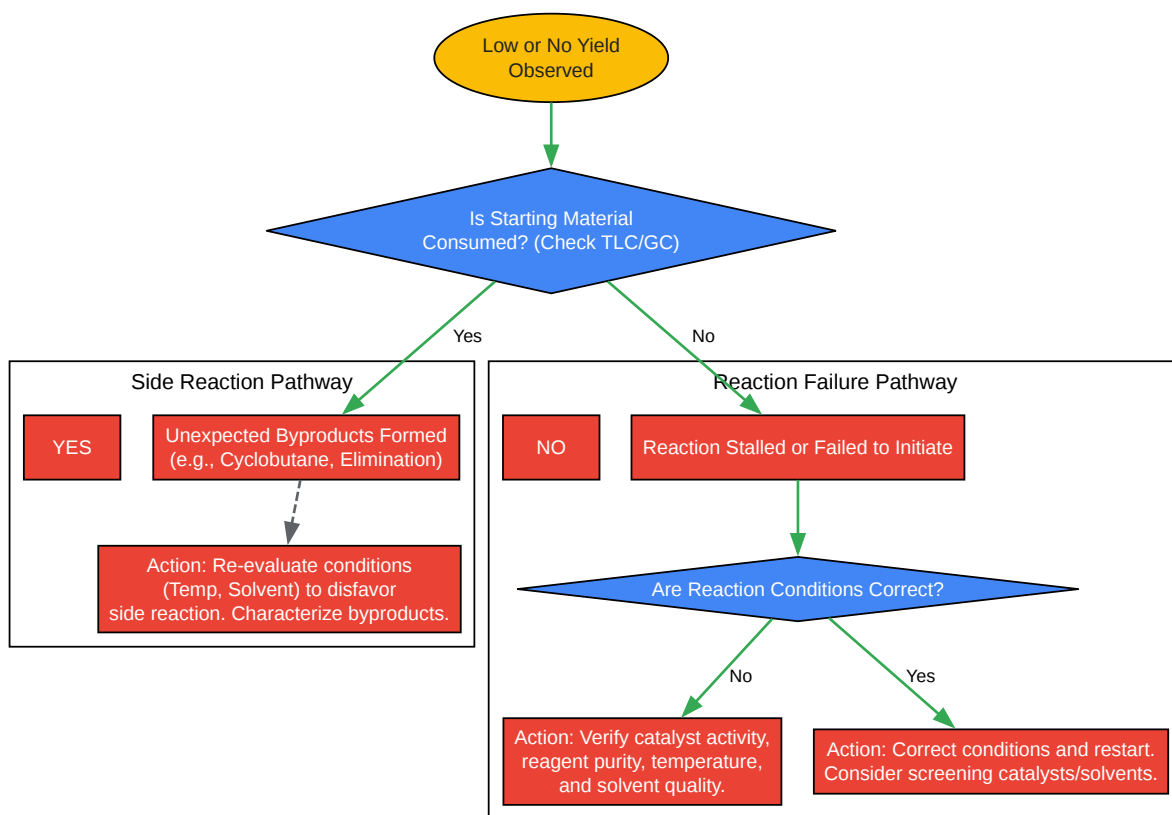 Low or No Yield
Observed
Is Starting Material
Consumed? (Check TLC/GC)
Yes
No
Side Reaction Pathway
YES
Unexpected Byproducts Formed
(e.g., Cyclobutane, Elimination)
Action: Re-evaluate conditions
(Temp, Solvent) to disfavor
side reaction. Characterize byproducts.
Reaction Failure Pathway
NO
Reaction Stalled or Failed to Initiate
Are Reaction Conditions Correct?
No
Yes
Action: Verify catalyst activity,
reagent purity, temperature,
and solvent quality.
Action: Correct conditions and restart.
Consider screening catalysts/solvents.